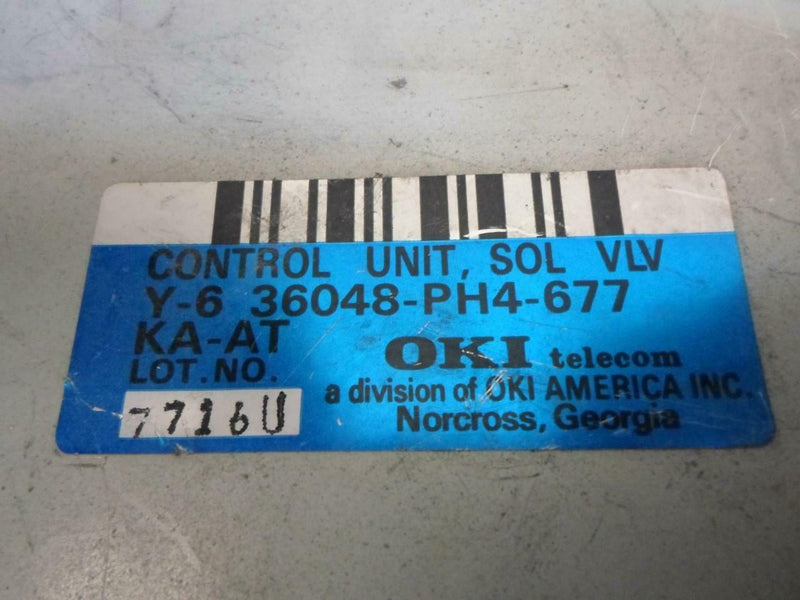 CONTROL UNIT, SOL VLV
Y-6 36048-PH4-677
KA-AT
OKI telecom
LOT.NO.
a division of OKI AMERICA INC.
7716U
Norcross, Georgia